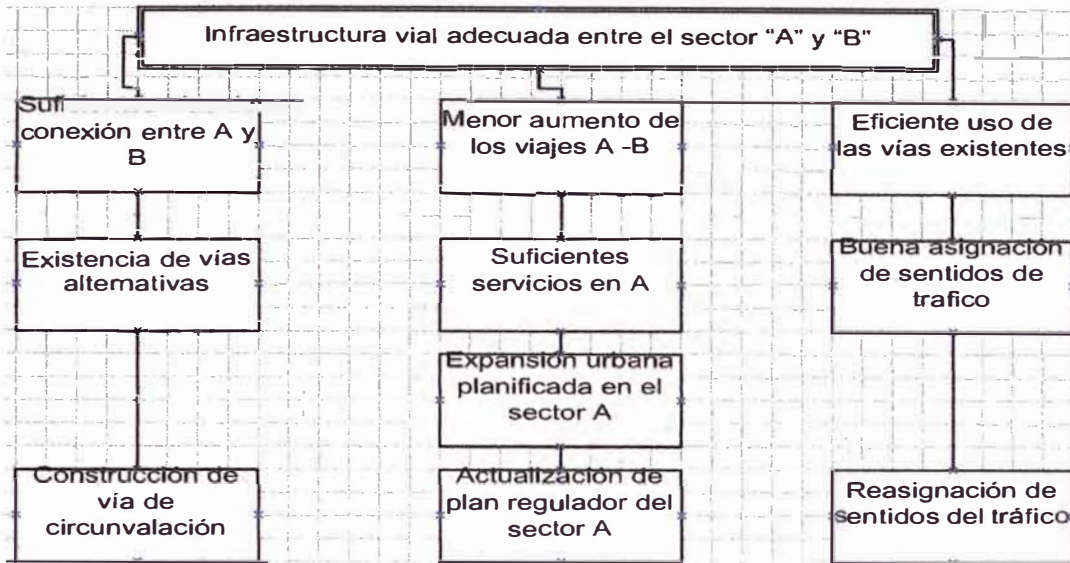 Infraestructura vial adecuada entre el sector "A" y "B"
Sufi
conexión entre A y
B
Menor aumento de
los viajes A -B
Eficiente uso de
las vías existentes
Existencia de vías
alternativas
Suficientes
servicios en A
Buena asignación
de sentidos de
trafico
Expansión urbana
planificada en el
sector A
Construcción de
vía de
circunvalación
Actualización de
plan regulador del
sector A
Reasignación de
sentidos del tráfico